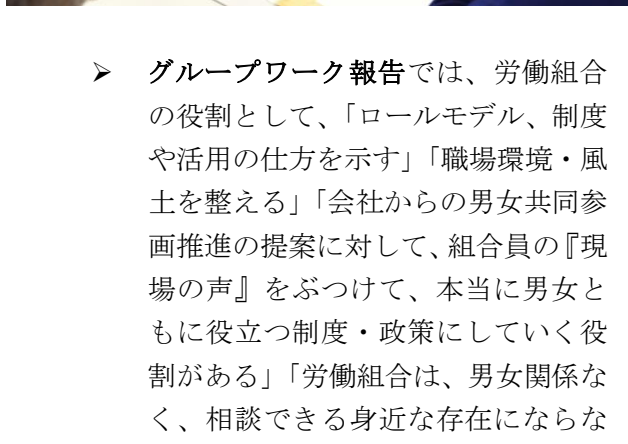 ➢ グループワーク報告では、労働組合
の役割として、「ロールモデル、制度
や活用の仕方を示す」「職場環境・風
土を整える」「会社からの男女共同参
画推進の提案に対して、組合員の『現
場の声』をぶつけて、本当に男女と
もに役立つ制度・政策にしていく役
割がある」「労働組合は、男女関係な
く、相談できる身近な存在にならな